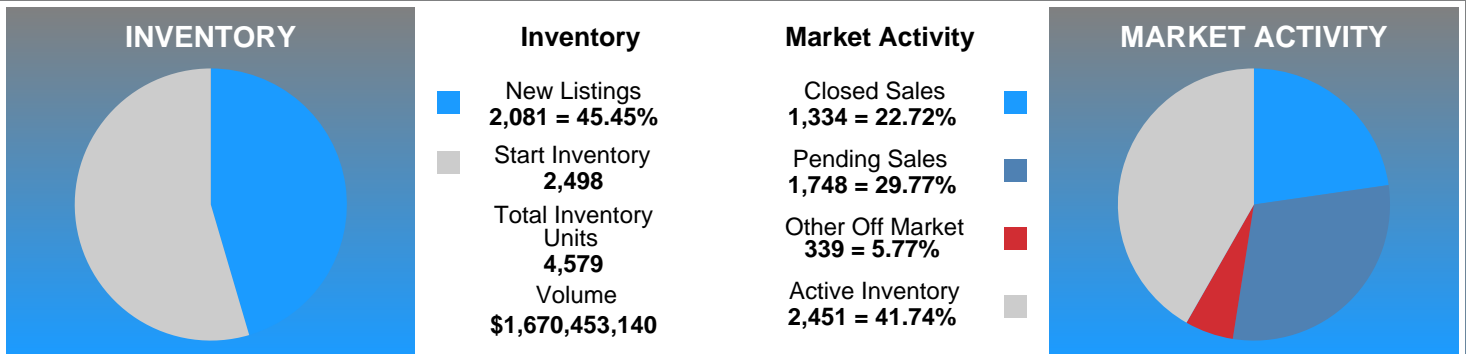 INVENTORY
Inventory
New Listings
2,081 = 45.45%
Start Inventory
2,498
Total Inventory
Units
4,579
Volume
$1,670,453,140
Market Activity
Closed Sales
1,334 = 22.72%
Pending Sales
1,748 = 29.77%
Other Off Market
339 = 5.77%
Active Inventory
2,451 = 41.74%
MARKET ACTIVITY